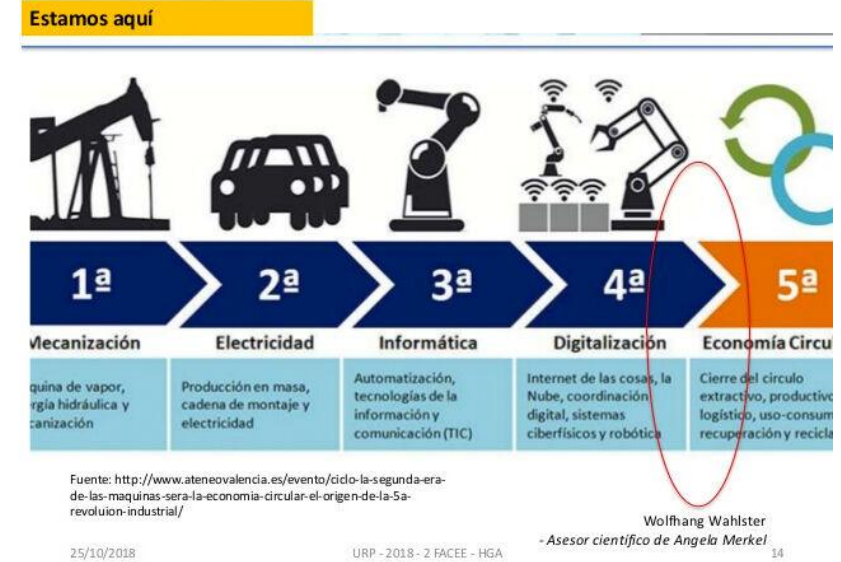 Estamos aquí
1ª
2ª
3ª
4ª
5ª
Mecanización
Electricidad
Informática
Digitalización
Economía Circu
quina de vapor,
rgía hidráulica y
canización
Producción en masa,
cadena de montaje y
electricidad
Automatización,
tecnologías de la
información y
comunicación (TIC)
Internet de las cosas, la
Nube, coordinación
digital, sistemas
ciberfísicos y robótica
Cierre del circulo
extractivo, productivo
logístico, uso-consum
recuperación y recicla
Fuente: http://www.ateneovalencia.es/evento/ciclo-la-segunda-era-
de-las-maquinas-sera-la-economia-circular-el-origen-de-la-5a-
revoluion-industrial/
Wolfhang Wahlster
- Asesor científico de Angela Merkel
25/10/2018
URP - 2018 - 2 FACEE - HGA
14